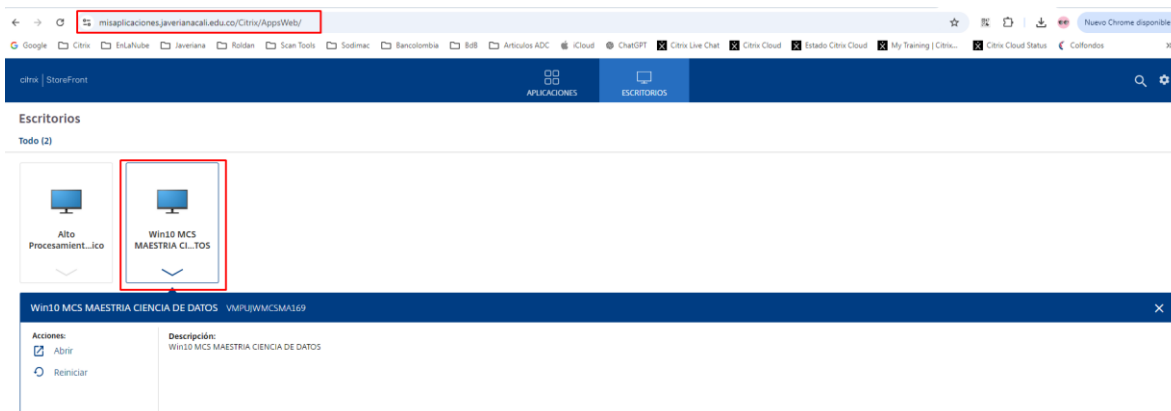 misaplicaciones.javerianacali.edu.co/Citrix/AppsWeb/
Nuevo Chrome disponible
Google Citrix EnLaNube Javeriana Roldan Scan Tools Sodimac Bancolombia BdB Articulos ADC iCloud ChatGPT Citrix Live Chat Citrix Cloud Estado Citrix Cloud My Training | Citrix... Citrix Cloud Status Colfondos
citrix | StoreFront
APLICACIONES
ESCRITORIOS
Escritorios
Todo (2)
Alto
Procesamient...ico
Win10 MCS
MAESTRIA CI...TOS
Win10 MCS MAESTRIA CIENCIA DE DATOS VMPUJWMCSMA169
Acciones:
Abrir
Reiniciar
Descripción:
Win10 MCS MAESTRIA CIENCIA DE DATOS